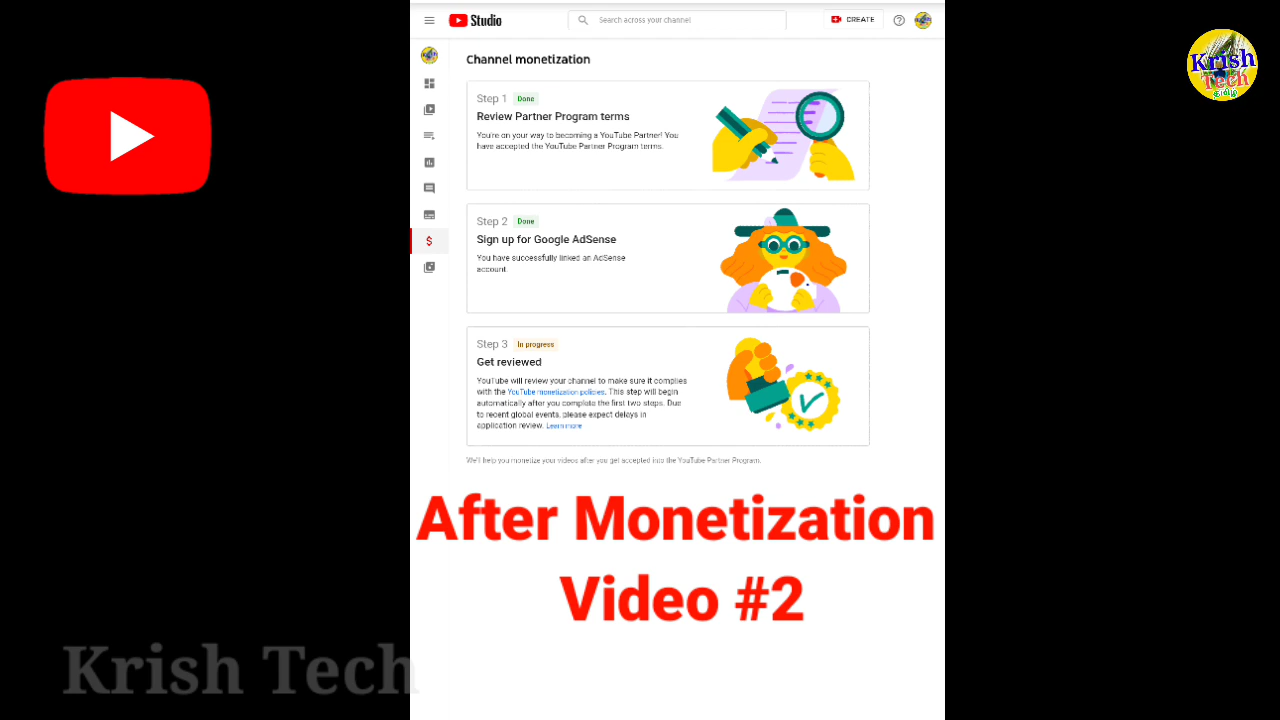 Studio
Search across your channel
CREATE
Krish
Tech
தமிழ்
Channel monetization
Step 1 Done
Review Partner Program terms
You're on your way to becoming a YouTube Partner! You
have accepted the YouTube Partner Program terms.
Step 2 Done
Sign up for Google AdSense
You have successfully linked an AdSense
account.
$
Step 3 In progress
Get reviewed
YouTube will review your channel to make sure it complies
with the YouTube monetization policies. This step will begin
automatically after you complete the first two steps. Due
to recent global events, please expect delays in
application review. Learn more
We'll help you monetize your videos after you get accepted into the YouTube Partner Program.
After Monetization
Video #2
Krish Tech